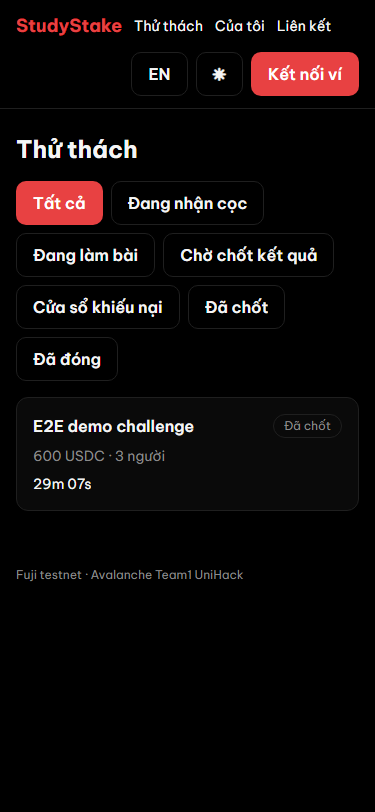 StudyStake Thử thách Của tôi Liên kết
EN Kết nối ví
Thử thách
Tất cả Đang nhận cọc
Đang làm bài Chờ chốt kết quả
Cửa sổ khiếu nại Đã chốt
Đã đóng
E2E demo challenge Đã chốt
600 USDC · 3 người
29m 07s
Fuji testnet · Avalanche Team1 UniHack